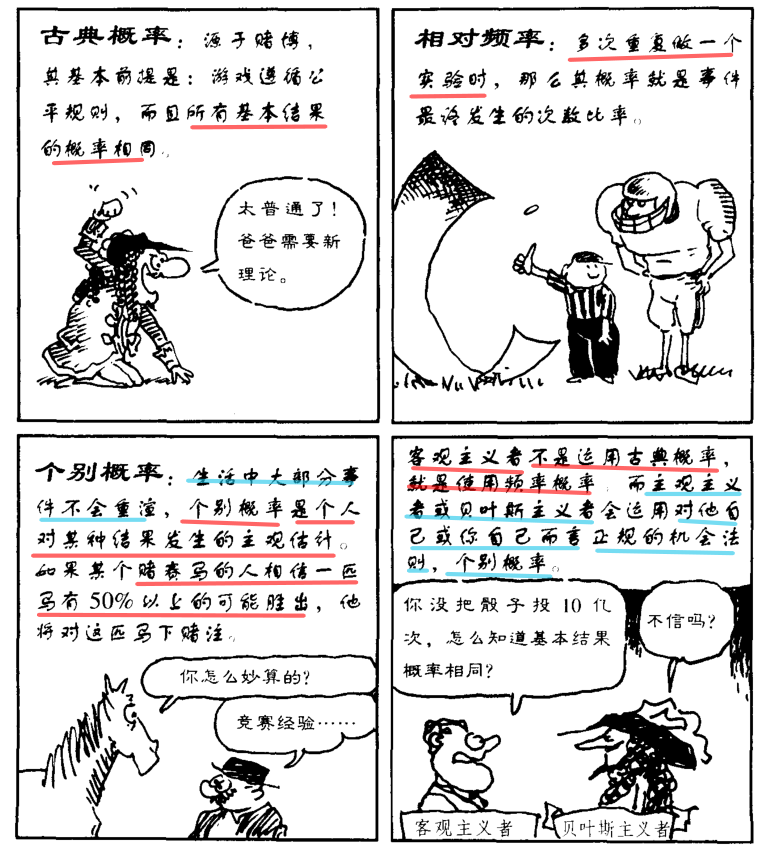 古典概率：源于赌博，
其基本前提是：游戏遵循公
平规则，而且所有基本结果
的概率相同。
太普通了！
爸爸需要新
理论。
相对频率：多次重复做一个
实验时，那么其概率就是事件
最终发生的次数比率。
个别概率：生活中大部分事
件不会重演，个别概率是个人
对某种结果发生的主观估计。
如果某个赌赛马的人相信一匹
马有50%以上的可能胜出，他
将对这匹马下赌注。
你怎么妙算的？
竞赛经验……
客观主义者不是运用古典概率，
就是使用频率概率。而主观主义
者或贝叶斯主义者会运用对他自
己或你自己而言正规的机会法
则，个别概率。
你没把骰子投10亿
次，怎么知道基本结果
概率相同？
不信吗？
客观主义者
贝叶斯主义者